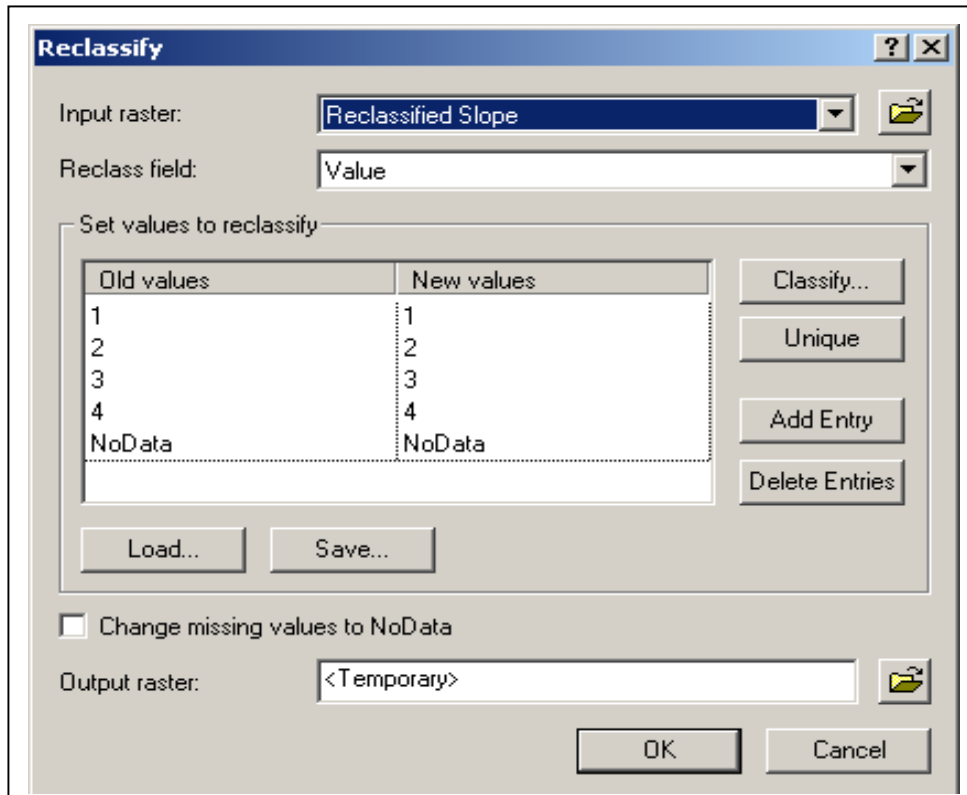 Reclassify
Input raster: Reclassified Slope
Reclass field: Value
Set values to reclassify
Old values New values Classify...
1 1
2 2 Unique
3 3
4 4 Add Entry
NoData NoData
Delete Entries
Load... Save...
Change missing values to NoData
Output raster: <Temporary>
OK Cancel